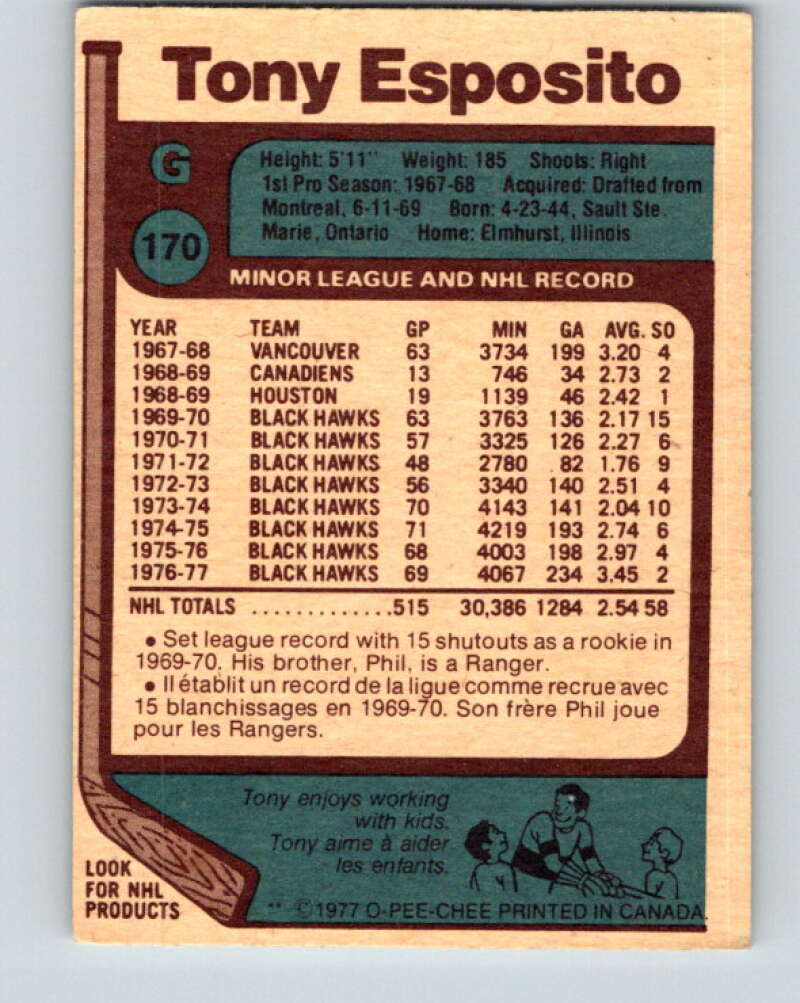 Tony Esposito
G
170
Height: 5'11" Weight: 185 Shoots: Right
1st Pro Season: 1967-68 Acquired: Drafted from
Montreal, 6-11-69 Born: 4-23-44, Sault Ste.
Marie, Ontario Home: Elmhurst, Illinois
MINOR LEAGUE AND NHL RECORD
YEAR TEAM GP MIN GA AVG. SO
1967-68 VANCOUVER 63 3734 199 3.20 4
1968-69 CANADIENS 13 746 34 2.73 2
1968-69 HOUSTON 19 1139 46 2.42 1
1969-70 BLACK HAWKS 63 3763 136 2.17 15
1970-71 BLACK HAWKS 57 3325 126 2.27 6
1971-72 BLACK HAWKS 48 2780 82 1.76 9
1972-73 BLACK HAWKS 56 3340 140 2.51 4
1973-74 BLACK HAWKS 70 4143 141 2.04 10
1974-75 BLACK HAWKS 71 4219 193 2.74 6
1975-76 BLACK HAWKS 68 4003 198 2.97 4
1976-77 BLACK HAWKS 69 4067 234 3.45 2
NHL TOTALS .............515 30,386 1284 2.54 58
• Set league record with 15 shutouts as a rookie in
1969-70. His brother, Phil, is a Ranger.
• Il établit un record de la ligue comme recrue avec
15 blanchissages en 1969-70. Son frère Phil joue
pour les Rangers.
Tony enjoys working
with kids.
Tony aime à aider
les enfants.
LOOK
FOR NHL
PRODUCTS
** ©1977 O-PEE-CHEE PRINTED IN CANADA.